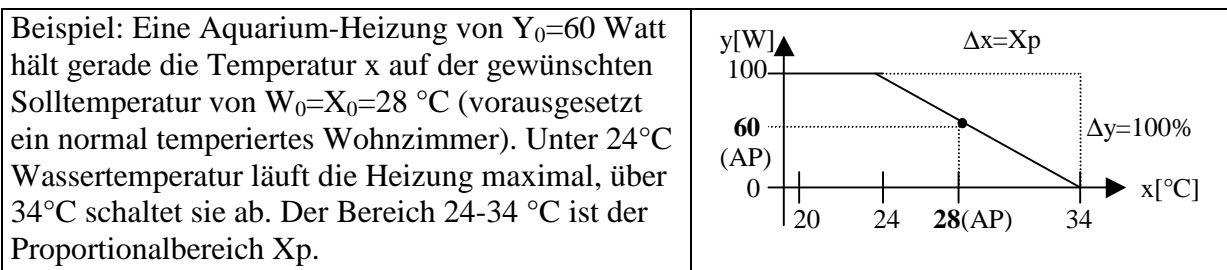 Beispiel: Eine Aquarium-Heizung von Y₀=60 Watt
hält gerade die Temperatur x auf der gewünschten
Solltemperatur von W₀=X₀=28 °C (vorausgesetzt
ein normal temperiertes Wohnzimmer). Unter 24°C
Wassertemperatur läuft die Heizung maximal, über
34°C schaltet sie ab. Der Bereich 24-34 °C ist der
Proportionalbereich Xp.
y[W]
Δx=Xp
100
60
(AP)
Δy=100%
0
x[°C]
20 24 28(AP) 34